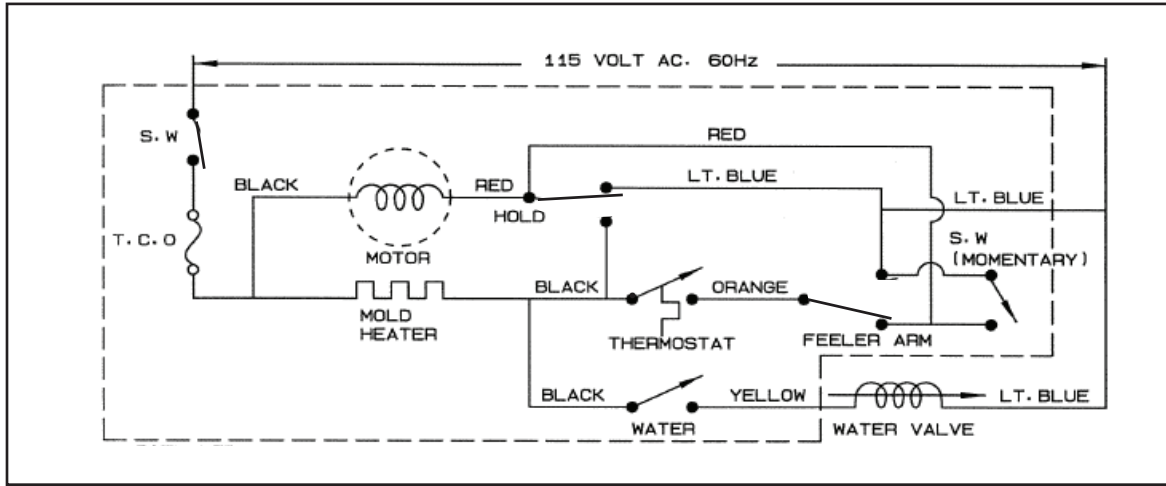 115 VOLT AC. 60Hz
S.W
RED
BLACK
RED
LT.BLUE
HOLD
LT.BLUE
T.C.O
S.W
(MOMENTARY)
MOTOR
BLACK
ORANGE
MOLD
HEATER
THERMOSTAT
FEELER ARM
BLACK
YELLOW
LT.BLUE
WATER
WATER VALVE